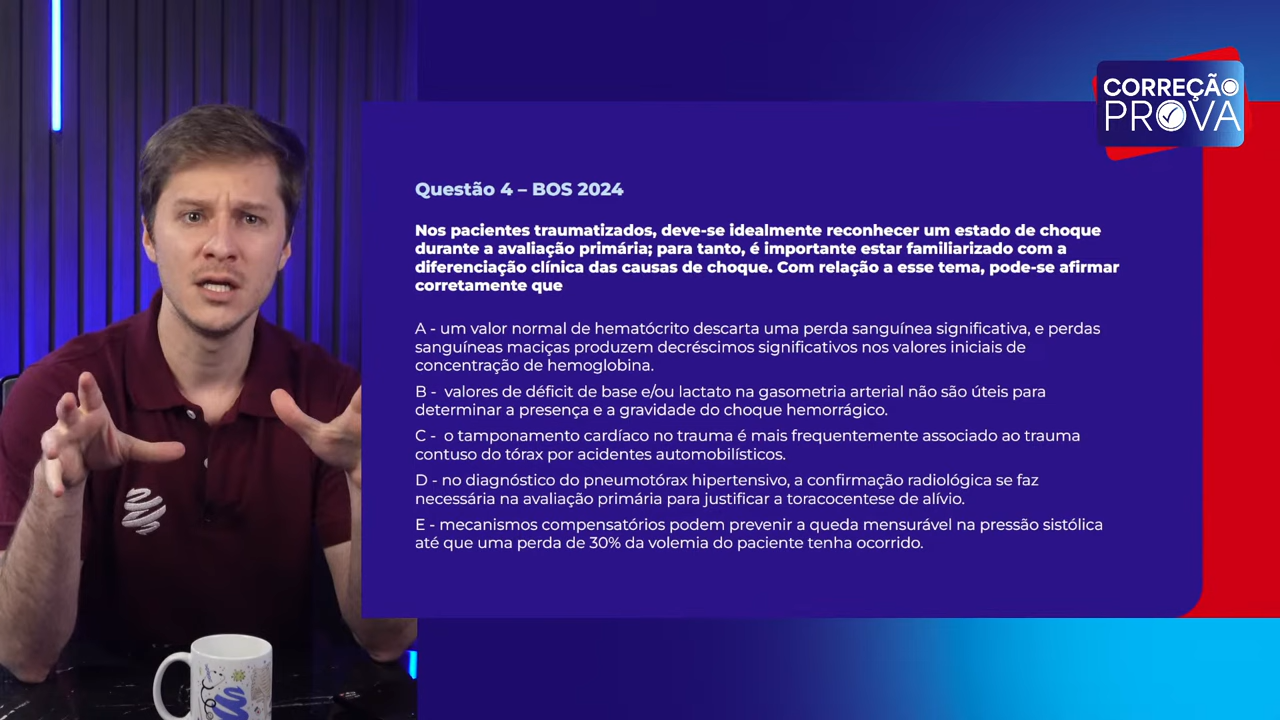 CORREÇÃO
PROVA
Questão 4 – BOS 2024
Nos pacientes traumatizados, deve-se idealmente reconhecer um estado de choque
durante a avaliação primária; para tanto, é importante estar familiarizado com a
diferenciação clínica das causas de choque. Com relação a esse tema, pode-se afirmar
corretamente que
A - um valor normal de hematócrito descarta uma perda sanguínea significativa, e perdas
sanguíneas maciças produzem decréscimos significativos nos valores iniciais de
concentração de hemoglobina.
B -  valores de déficit de base e/ou lactato na gasometria arterial não são úteis para
determinar a presença e a gravidade do choque hemorrágico.
C -  o tamponamento cardíaco no trauma é mais frequentemente associado ao trauma
contuso do tórax por acidentes automobilísticos.
D - no diagnóstico do pneumotórax hipertensivo, a confirmação radiológica se faz
necessária na avaliação primária para justificar a toracocentese de alívio.
E - mecanismos compensatórios podem prevenir a queda mensurável na pressão sistólica
até que uma perda de 30% da volemia do paciente tenha ocorrido.